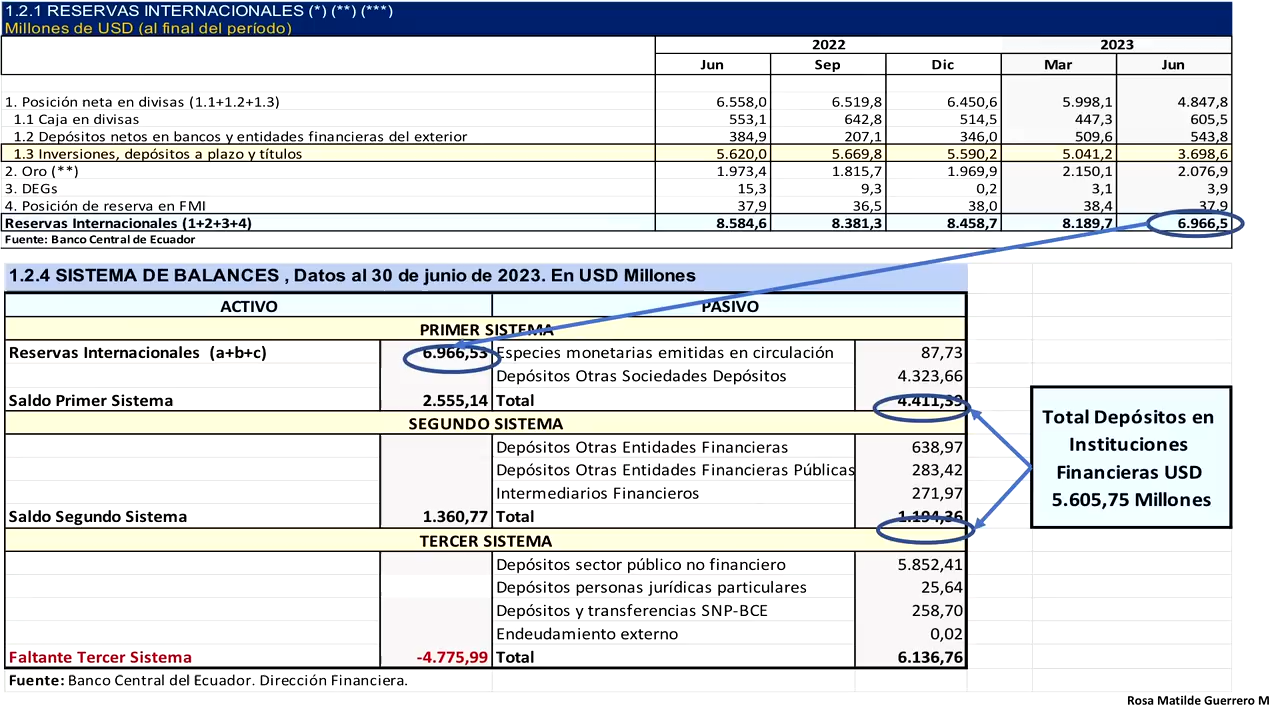 1.2.1 RESERVAS INTERNACIONALES (*) (**) (***)
Millones de USD (al final del período)
2022 2023
Jun Sep Dic Mar Jun
1. Posición neta en divisas (1.1+1.2+1.3) 6.558,0 6.519,8 6.450,6 5.998,1 4.847,8
1.1 Caja en divisas 553,1 642,8 514,5 447,3 605,5
1.2 Depósitos netos en bancos y entidades financieras del exterior 384,9 207,1 346,0 509,6 543,8
1.3 Inversiones, depósitos a plazo y títulos 5.620,0 5.669,8 5.590,2 5.041,2 3.698,6
2. Oro (**) 1.973,4 1.815,7 1.969,9 2.150,1 2.076,9
3. DEGs 15,3 9,3 0,2 3,1 3,9
4. Posición de reserva en FMI 37,9 36,5 38,0 38,4 37,9
Reservas Internacionales (1+2+3+4) 8.584,6 8.381,3 8.458,7 8.189,7 6.966,5
Fuente: Banco Central de Ecuador
1.2.4 SISTEMA DE BALANCES , Datos al 30 de junio de 2023. En USD Millones
ACTIVO PASIVO
PRIMER SISTEMA
Reservas Internacionales (a+b+c) 6.966,53 Especies monetarias emitidas en circulación 87,73
Depósitos Otras Sociedades Depósitos 4.323,66
Saldo Primer Sistema 2.555,14 Total 4.411,39
SEGUNDO SISTEMA
Depósitos Otras Entidades Financieras 638,97
Depósitos Otras Entidades Financieras Públicas 283,42
Intermediarios Financieros 271,97
Saldo Segundo Sistema 1.360,77 Total 1.194,36
TERCER SISTEMA
Depósitos sector público no financiero 5.852,41
Depósitos personas jurídicas particulares 25,64
Depósitos y transferencias SNP-BCE 258,70
Endeudamiento externo 0,02
Faltante Tercer Sistema -4.775,99 Total 6.136,76
Fuente: Banco Central del Ecuador. Dirección Financiera.
Total Depósitos en
Instituciones
Financieras USD
5.605,75 Millones
Rosa Matilde Guerrero M